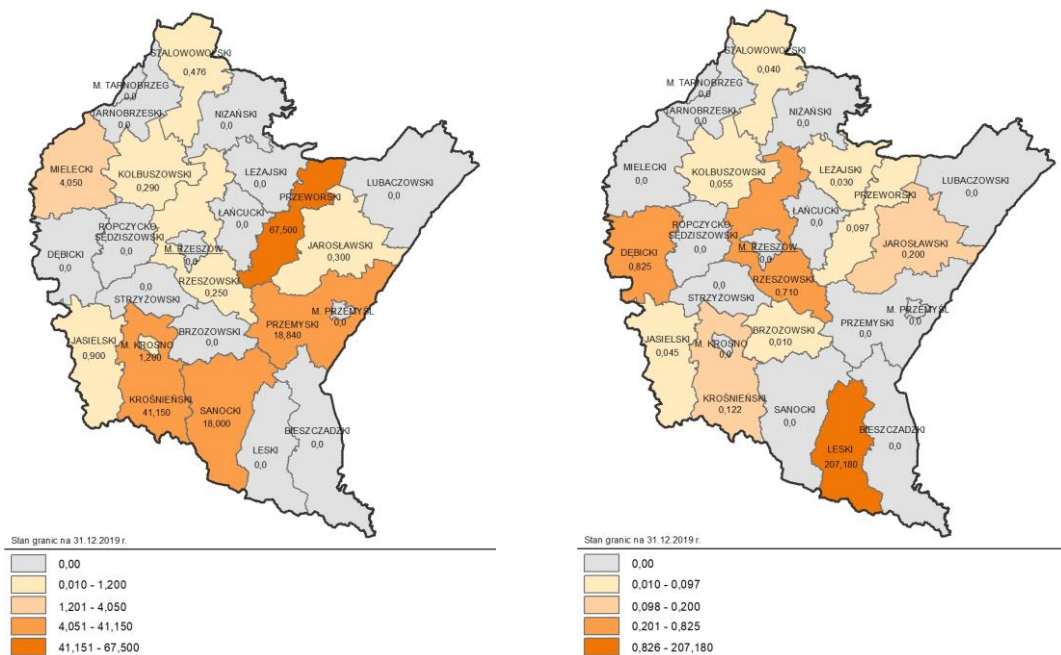 STALOWOWOLSKI
0,476
M. TARNOBRZEG
0,0
TARNOBRZESKI
0,0
NIŻAŃSKI
0,0
MIELECKI
4,050
KOLBUSZOWSKI
0,290
LEŻAJSKI
0,0
LUBACZOWSKI
0,0
PRZEWORSKI
67,500
ROPCZYCKO
SĘDZISZOWSKI
0,0
ŁAŃCUCKI
0,0
DĘBICKI
0,0
M. RZESZÓW
0,0
JAROSŁAWSKI
0,300
RZESZOWSKI
0,250
0,0
STRZYŻOWSKI
M. PRZEMYŚL
0,0
BRZOZOWSKI
0,0
PRZEMYSKI
18,840
JASIELSKI
0,900
M. KROSNO
1,200
KROŚNIEŃSKI
41,150
SANOCKI
18,000
BIESZCZADZKI
0,0
LESKI
0,0
Stan granic na 31.12.2019 r.
0,00
0,010 - 1,200
1,201 - 4,050
4,051 - 41,150
41,151 - 67,500
STALOWOWOLSKI
0,040
M. TARNOBRZEG
0,0
TARNOBRZESKI
0,0
NIŻAŃSKI
0,0
MIELECKI
0,0
KOLBUSZOWSKI
0,055
LEŻAJSKI
0,030
LUBACZOWSKI
0,0
PRZEWORSKI
0,097
ROPCZYCKO
SĘDZISZOWSKI
0,0
ŁAŃCUCKI
0,0
DĘBICKI
0,825
M. RZESZÓW
0,0
JAROSŁAWSKI
0,200
RZESZOWSKI
0,710
0,0
STRZYŻOWSKI
M. PRZEMYŚL
0,0
BRZOZOWSKI
0,010
PRZEMYSKI
0,0
JASIELSKI
0,045
M. KROSNO
0,0
KROŚNIEŃSKI
0,122
SANOCKI
0,0
BIESZCZADZKI
0,0
LESKI
207,180
Stan granic na 31.12.2019 r.
0,00
0,010 - 0,097
0,098 - 0,200
0,201 - 0,825
0,826 - 207,180